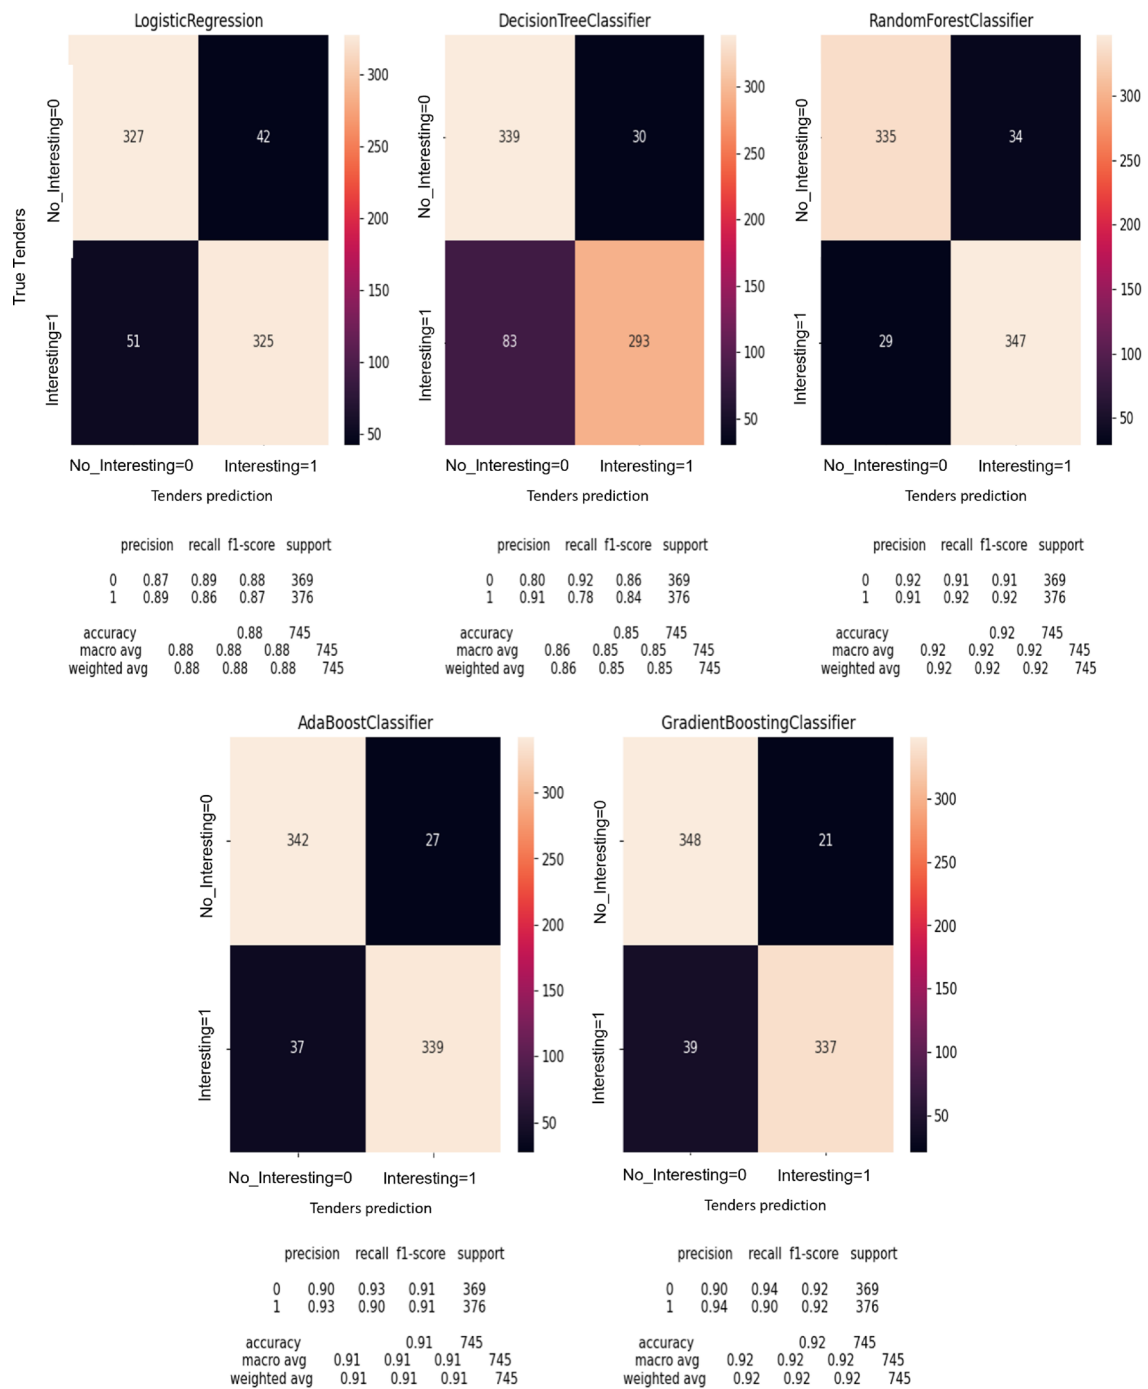 LogisticRegression
True Tenders
No_Interesting=0
Interesting=1
327 42
51 325
300
250
200
150
100
50
No_Interesting=0 Interesting=1
Tenders prediction
precision recall f1-score support
0 0.87 0.89 0.88 369
1 0.89 0.86 0.87 376
accuracy 0.88 745
macro avg 0.88 0.88 0.88 745
weighted avg 0.88 0.88 0.88 745
DecisionTreeClassifier
No_Interesting=0
Interesting=1
339 30
83 293
300
250
200
150
100
50
No_Interesting=0 Interesting=1
Tenders prediction
precision recall f1-score support
0 0.80 0.92 0.86 369
1 0.91 0.78 0.84 376
accuracy 0.85 745
macro avg 0.86 0.85 0.85 745
weighted avg 0.86 0.85 0.85 745
RandomForestClassifier
No_Interesting=0
Interesting=1
335 34
29 347
300
250
200
150
100
50
No_Interesting=0 Interesting=1
Tenders prediction
precision recall f1-score support
0 0.92 0.91 0.91 369
1 0.91 0.92 0.92 376
accuracy 0.92 745
macro avg 0.92 0.92 0.92 745
weighted avg 0.92 0.92 0.92 745
AdaBoostClassifier
No_Interesting=0
Interesting=1
342 27
37 339
300
250
200
150
100
50
No_Interesting=0 Interesting=1
Tenders prediction
precision recall f1-score support
0 0.90 0.93 0.91 369
1 0.93 0.90 0.91 376
accuracy 0.91 745
macro avg 0.91 0.91 0.91 745
weighted avg 0.91 0.91 0.91 745
GradientBoostingClassifier
No_Interesting=0
Interesting=1
348 21
39 337
300
250
200
150
100
50
No_Interesting=0 Interesting=1
Tenders prediction
precision recall f1-score support
0 0.90 0.94 0.92 369
1 0.94 0.90 0.92 376
accuracy 0.92 745
macro avg 0.92 0.92 0.92 745
weighted avg 0.92 0.92 0.92 745